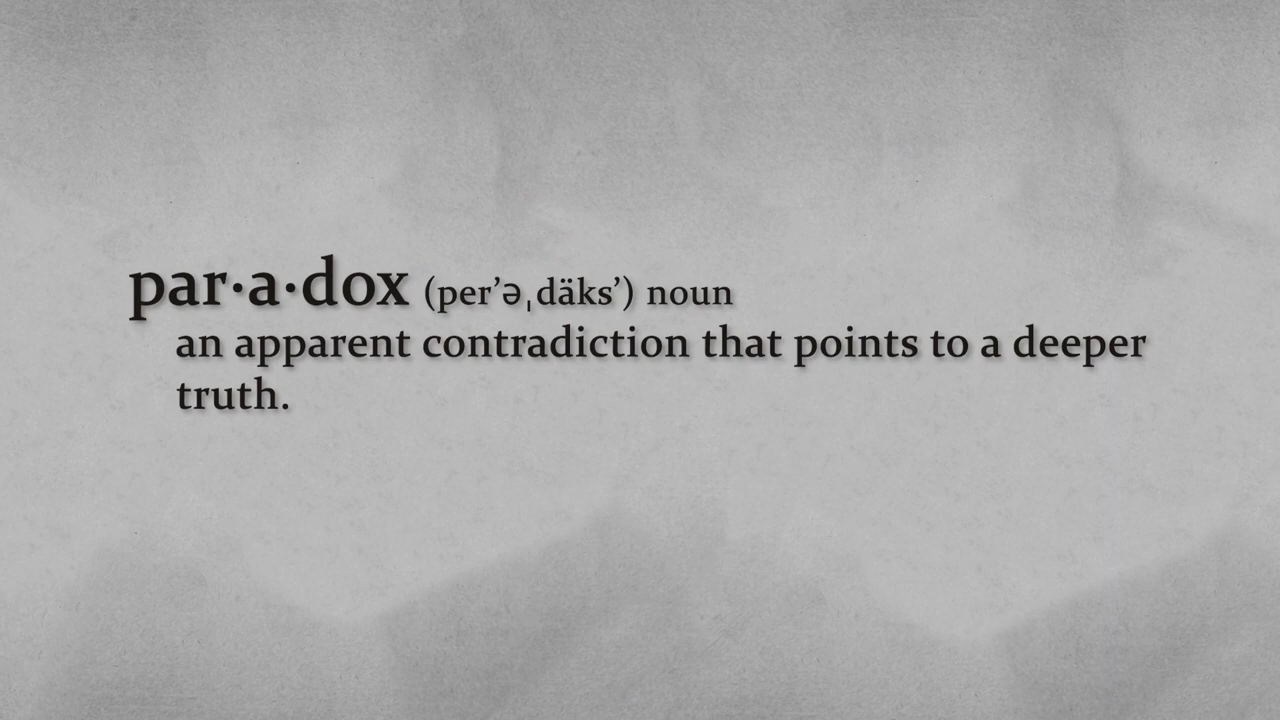 par·a·dox (per’ə͵däks’) noun
an apparent contradiction that points to a deeper
truth.